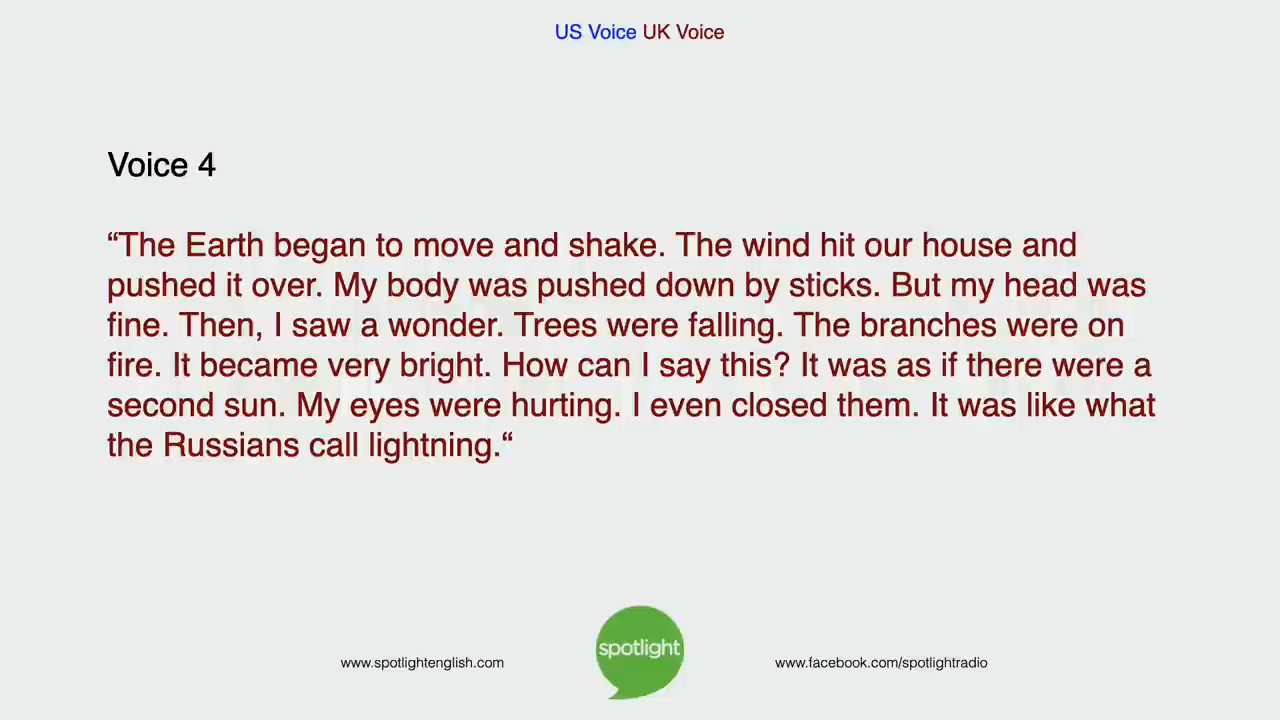 US Voice UK Voice
Voice 4
“The Earth began to move and shake. The wind hit our house and
pushed it over. My body was pushed down by sticks. But my head was
fine. Then, I saw a wonder. Trees were falling. The branches were on
fire. It became very bright. How can I say this? It was as if there were a
second sun. My eyes were hurting. I even closed them. It was like what
the Russians call lightning.“
spotlight
www.spotlightenglish.com
www.facebook.com/spotlightradio